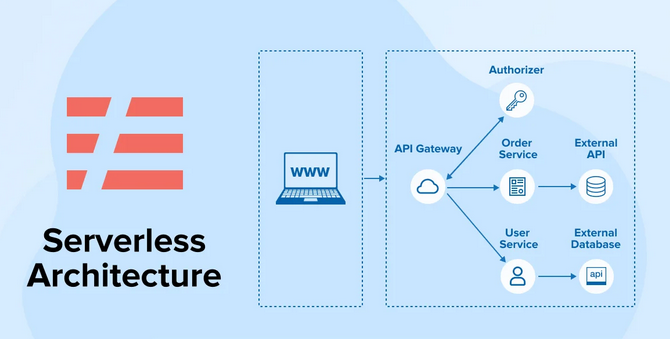 Serverless
Architecture
www
API Gateway
Authorizer
Order
Service
External
API
User
Service
External
Database
api